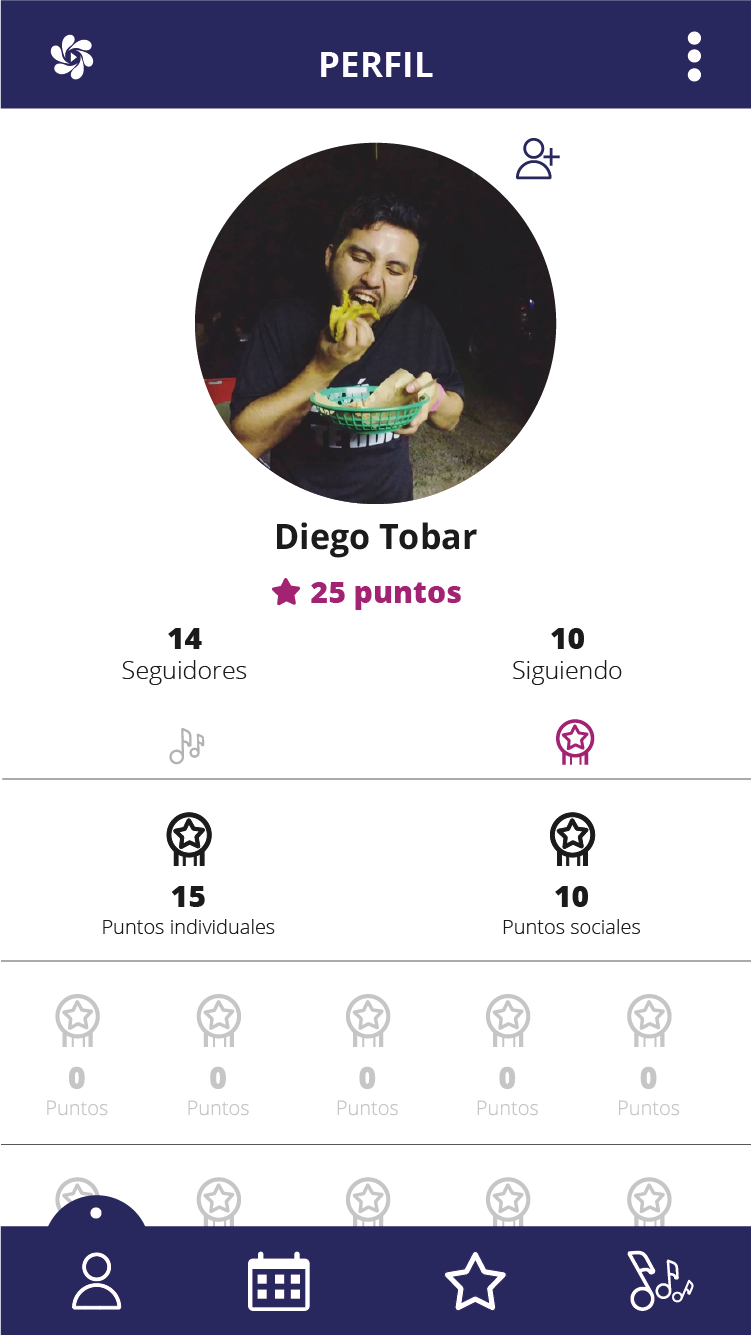 PERFIL
Diego Tobar
25 puntos
14
10
Seguidores
Siguiendo
15
10
Puntos individuales
Puntos sociales
0
0
0
0
0
Puntos
Puntos
Puntos
Puntos
Puntos